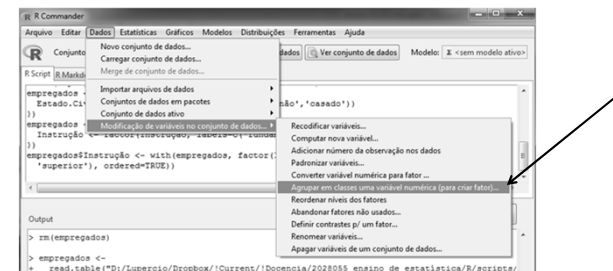 R Commander
Arquivo Editar Dados Estatísticas Gráficos Modelos Distribuições Ferramentas Ajuda
Novo conjunto de dados...
Carregar conjunto de dados...
Merge de conjunto de dados...
Importar arquivos de dados
Conjuntos de dados em pacotes
Conjunto de dados ativo
Modificação de variáveis no conjunto de dados...
R Conjunto dados Ver conjunto de dados Modelo: Σ <sem modelo ativo>
R Script R Markd
empregados
Estado.Ci não','casado'))
))
empregados
Instrução <- factor(Instrução, labels=c('funda
))
empregados$Instrução <- with(empregados, factor(
'superior'), ordered=TRUE))
Recodificar variáveis...
Computar nova variável...
Adicionar número da observação nos dados
Padronizar variáveis...
Converter variável numérica para fator ...
Agrupar em classes uma variável numérica (para criar fator)...
Reordenar níveis dos fatores
Abandonar fatores não usados...
Definir contrastes p/ um fator...
Renomear variáveis...
Apagar variáveis de um conjunto de dados...
Output
> rm(empregados)
> empregados <-
+ read.table("D:/Lupercio/Dropbox/!Current/!Docencia/2028055 ensino de estatística/R/scripts